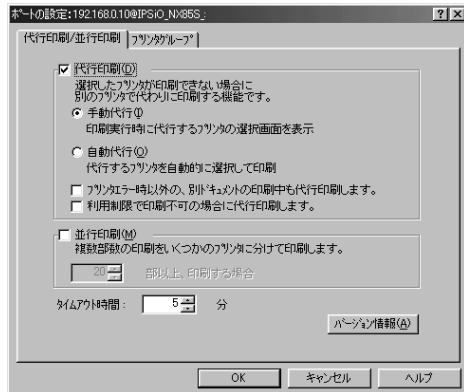 ポートの設定:192.168.0.10@IPSiO_NX85S_:
代行印刷/並行印刷 プリンタグループ
代行印刷(D)
選択したプリンタが印刷できない場合に
別のプリンタで代わりに印刷する機能です。
手動代行(I)
印刷実行時に代行するプリンタの選択画面を表示
自動代行(O)
代行するプリンタを自動的に選択して印刷
プリンタエラー時以外の、別ドキュメントの印刷中も代行印刷します。
利用制限で印刷不可の場合に代行印刷します。
並行印刷(M)
複数部数の印刷をいくつかのプリンタに分けて印刷します。
20 部以上、印刷する場合
タイムアウト時間: 5 分
バージョン情報(A)
OK キャンセル ヘルプ